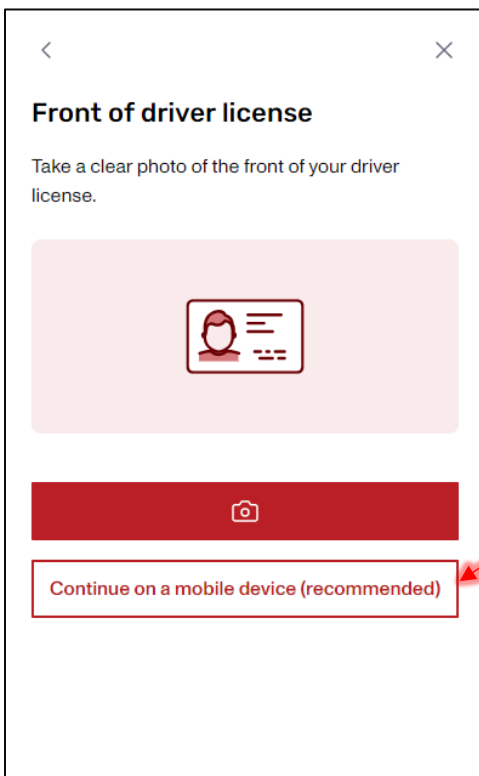 Front of driver license
Take a clear photo of the front of your driver
license.
Continue on a mobile device (recommended)